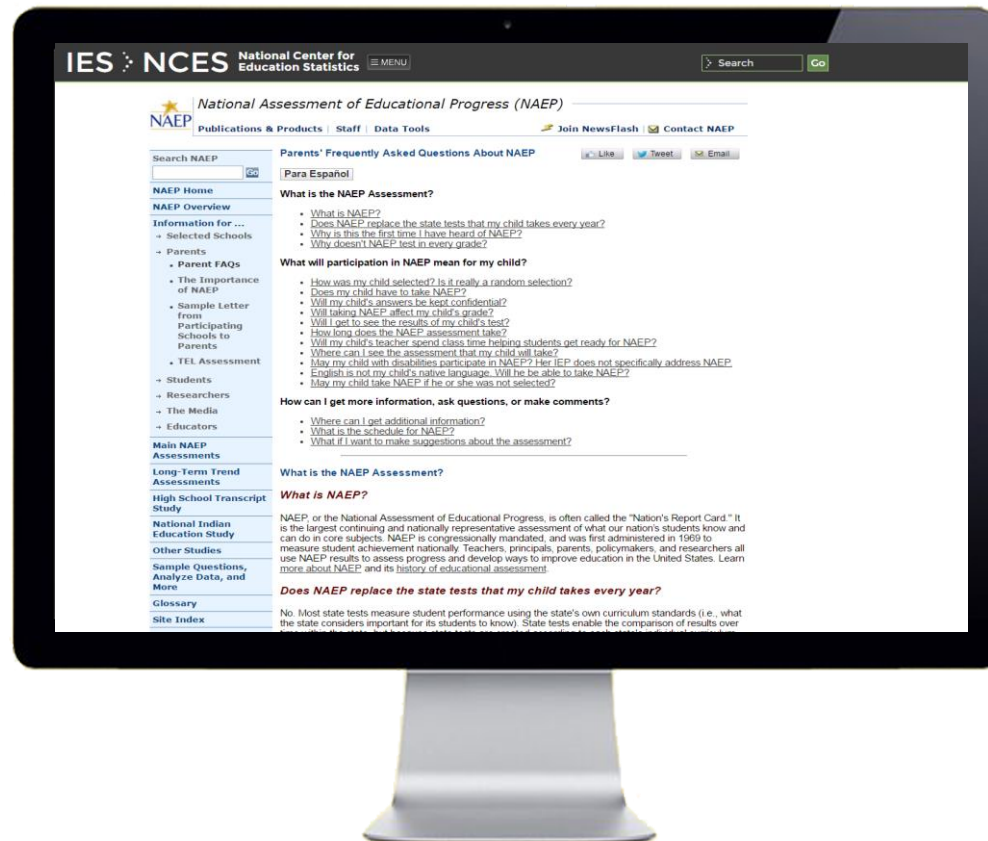 IES > NCES National Center for
Education Statistics
MENU
Search
Go
NAEP
National Assessment of Educational Progress (NAEP)
Publications & Products | Staff | Data Tools
Join NewsFlash | Contact NAEP
Search NAEP
Go
NAEP Home
NAEP Overview
Information for ...
Selected Schools
Parents
• Parent FAQs
• The Importance
of NAEP
• Sample Letter
from
Participating
Schools to
Parents
• TEL Assessment
Students
Researchers
The Media
Educators
Main NAEP
Assessments
Long-Term Trend
Assessments
High School Transcript
Study
National Indian
Education Study
Other Studies
Sample Questions,
Analyze Data, and
More
Glossary
Site Index
Parents' Frequently Asked Questions About NAEP
Like
Tweet
Email
Para Español
What is the NAEP Assessment?
• What is NAEP?
• Does NAEP replace the state tests that my child takes every year?
• Why is this the first time I have heard of NAEP?
• Why doesn't NAEP test in every grade?
What will participation in NAEP mean for my child?
• How was my child selected? Is it really a random selection?
• Does my child have to take NAEP?
• Will my child's answers be kept confidential?
• Will taking NAEP affect my child's grade?
• Will I get to see the results of my child's test?
• How long does the NAEP assessment take?
• Will my child's teacher spend class time helping students get ready for NAEP?
• Where can I see the assessment that my child will take?
• May my child with disabilities participate in NAEP? Her IEP does not specifically address NAEP.
• English is not my child's native language. Will he be able to take NAEP?
• May my child take NAEP if he or she was not selected?
How can I get more information, ask questions, or make comments?
• Where can I get additional information?
• What is the schedule for NAEP?
• What if I want to make suggestions about the assessment?
What is the NAEP Assessment?
What is NAEP?
NAEP, or the National Assessment of Educational Progress, is often called the "Nation's Report Card." It
is the largest continuing and nationally representative assessment of what our nation's students know and
can do in core subjects. NAEP is congressionally mandated, and was first administered in 1969 to
measure student achievement nationally. Teachers, principals, parents, policymakers, and researchers all
use NAEP results to assess progress and develop ways to improve education in the United States. Learn
more about NAEP and its history of educational assessment.
Does NAEP replace the state tests that my child takes every year?
No. Most state tests measure student performance using the state's own curriculum standards (i.e., what
the state considers important for its students to know). State tests enable the comparison of results over